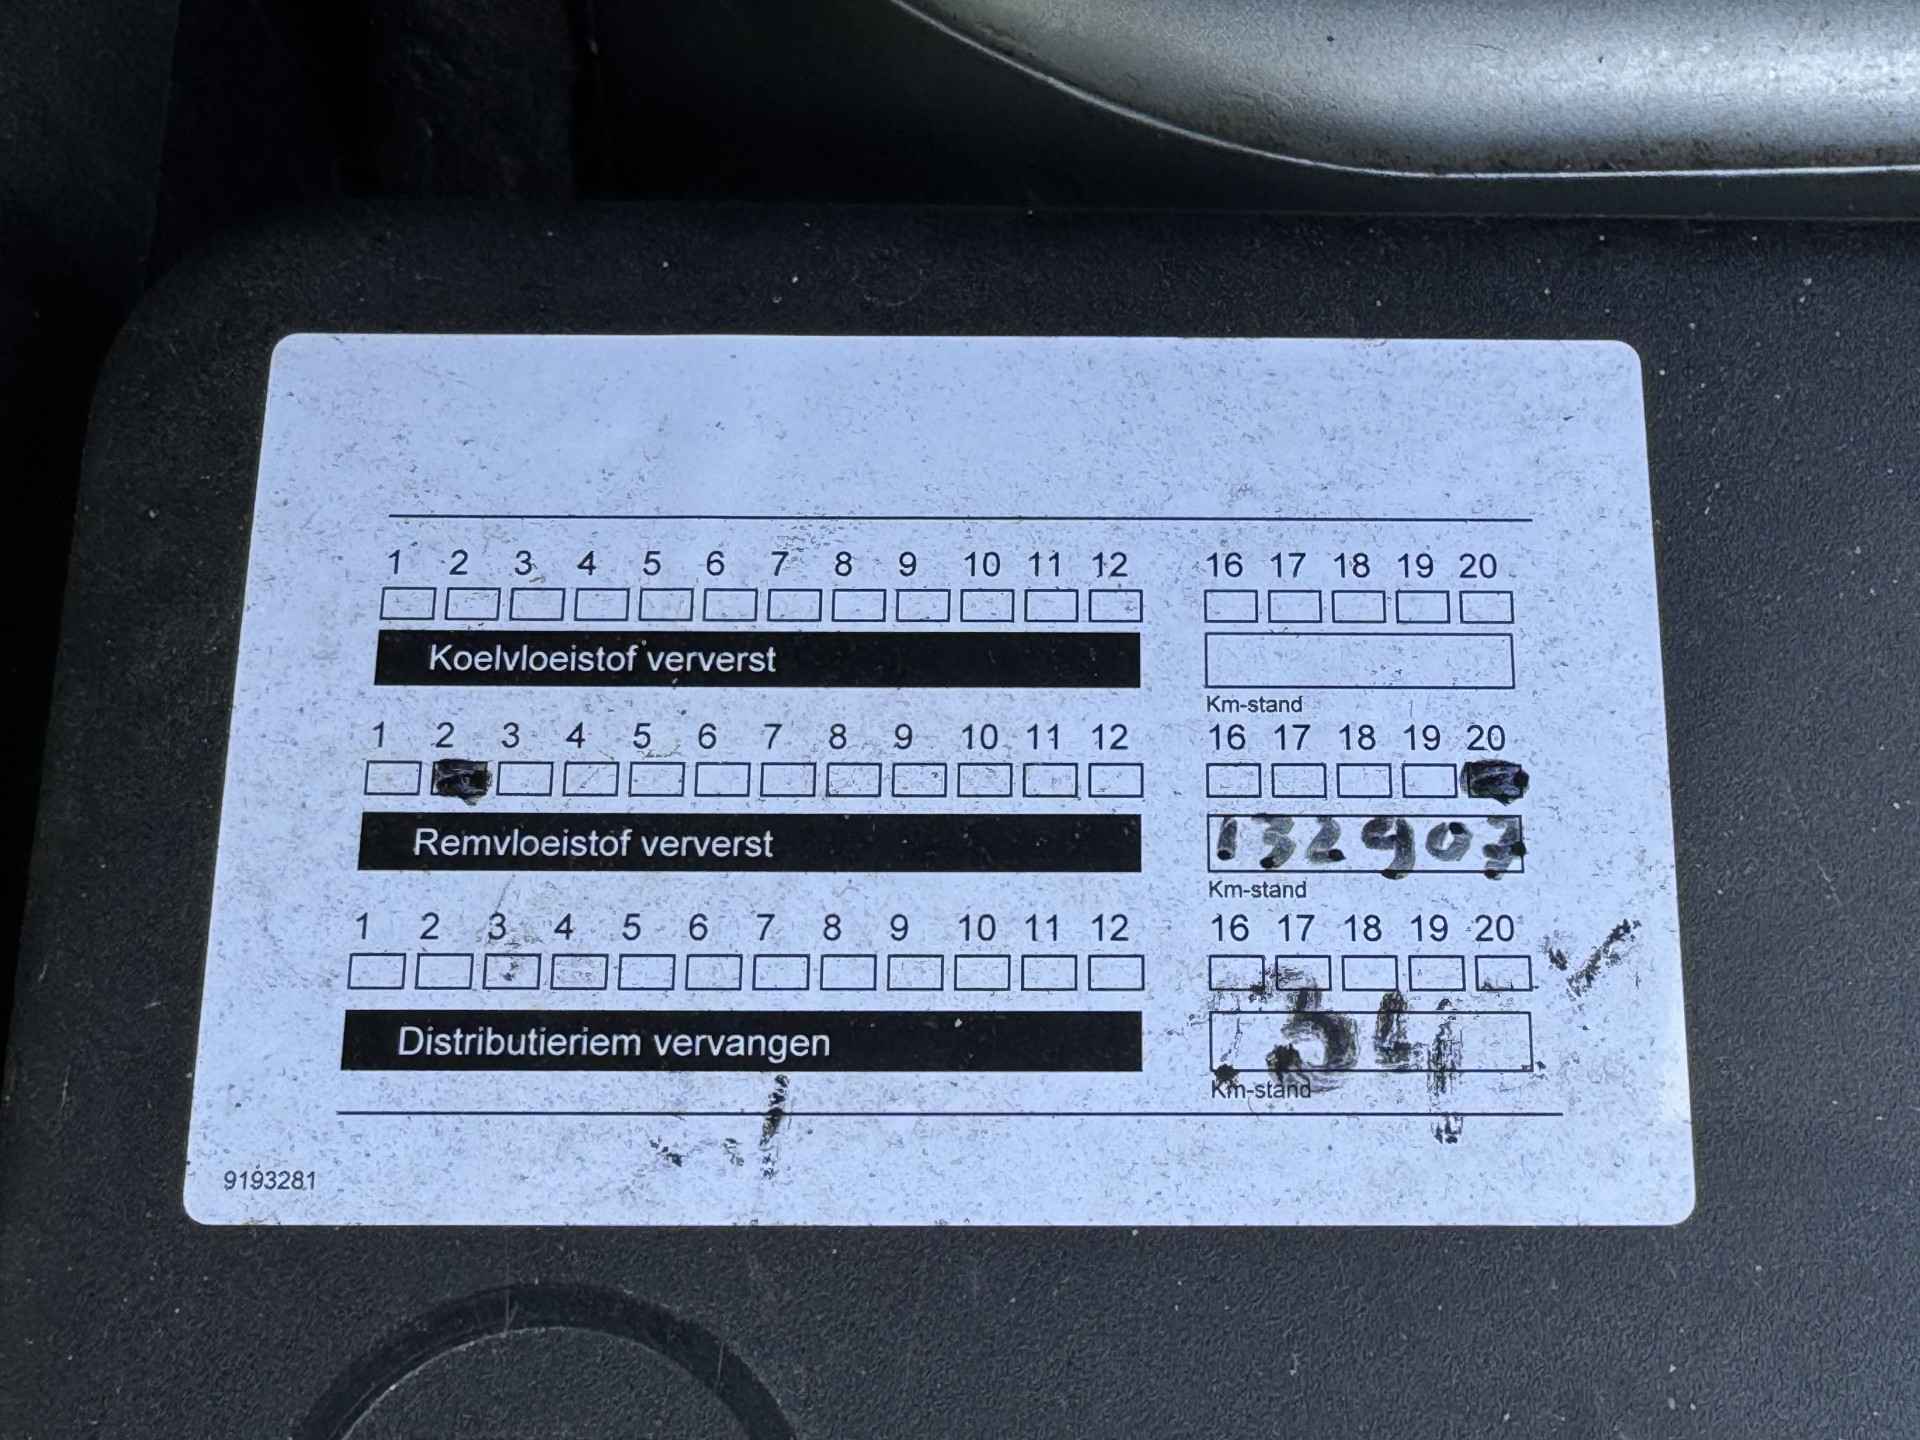 1 2 3 4 5 6 7 8 9 10 11 12 16 17 18 19 20
Koelvloeistof ververst
Km-stand
1 2 3 4 5 6 7 8 9 10 11 12 16 17 18 19 20
Remvloeistof ververst 132907
Km-stand
1 2 3 4 5 6 7 8 9 10 11 12 16 17 18 19 20
Distributieriem vervangen 34
Km-stand
9193281